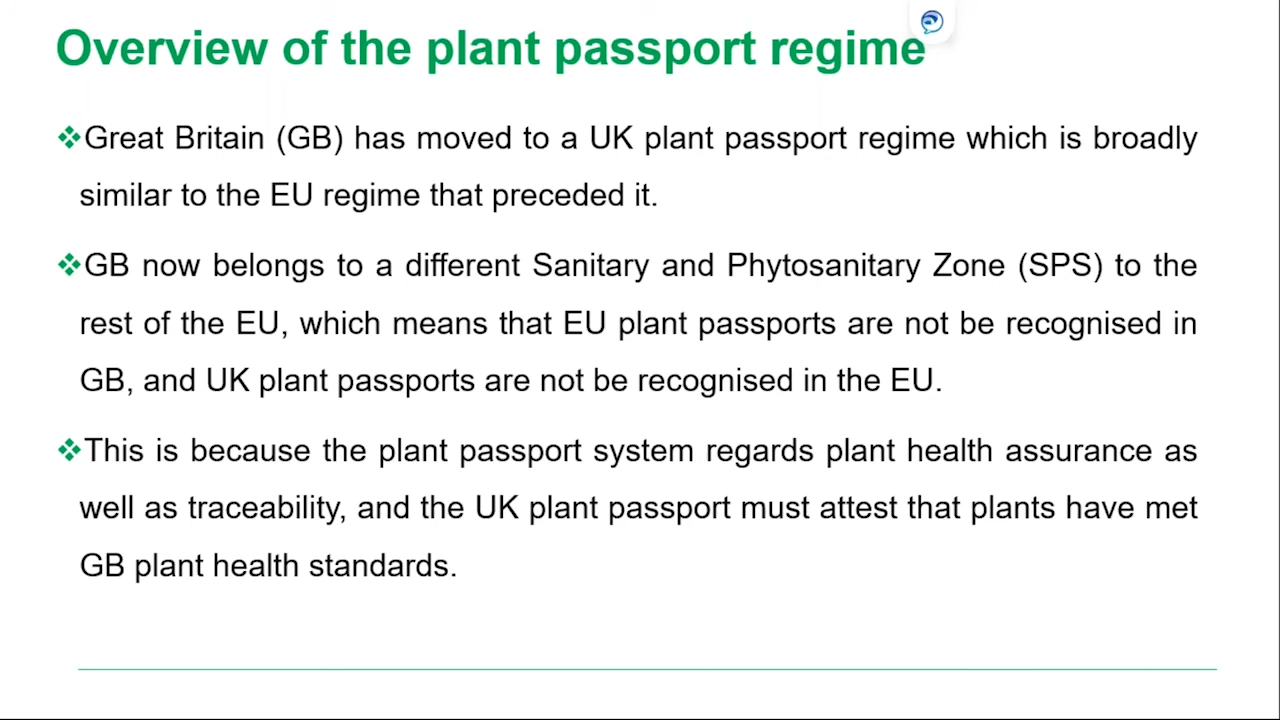 Overview of the plant passport regime
❖Great Britain (GB) has moved to a UK plant passport regime which is broadly
similar to the EU regime that preceded it.
❖GB now belongs to a different Sanitary and Phytosanitary Zone (SPS) to the
rest of the EU, which means that EU plant passports are not be recognised in
GB, and UK plant passports are not be recognised in the EU.
❖This is because the plant passport system regards plant health assurance as
well as traceability, and the UK plant passport must attest that plants have met
GB plant health standards.